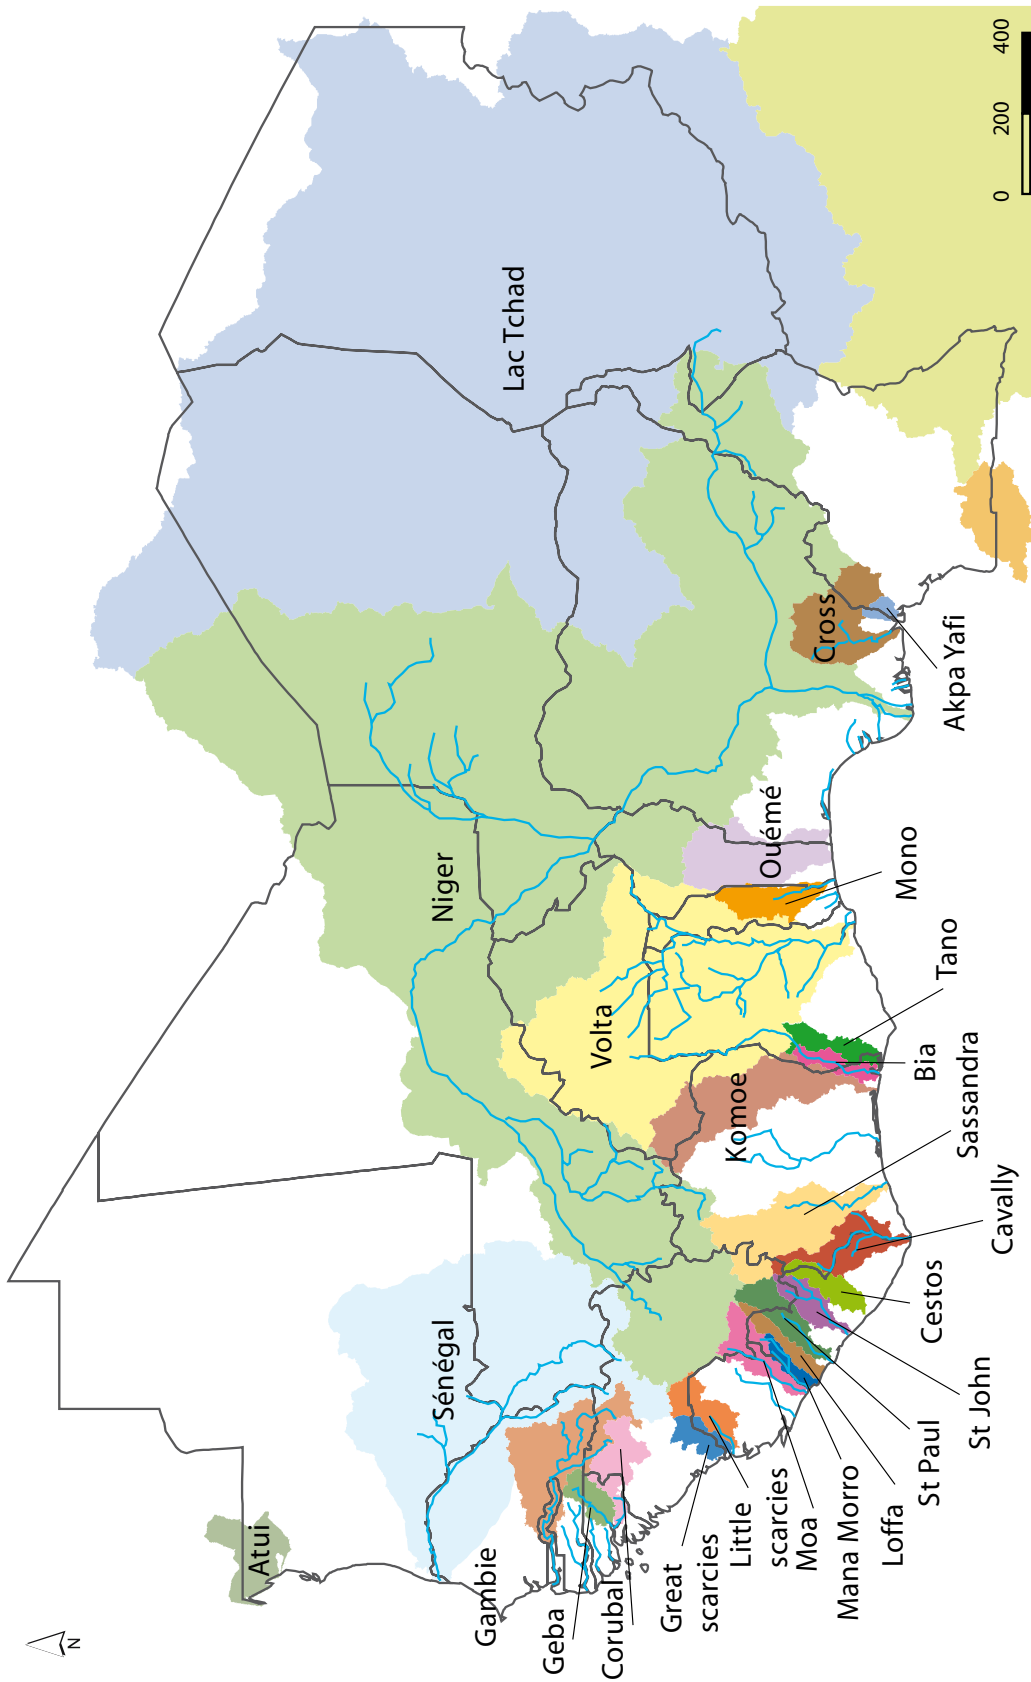 N
Atui
Sénégal
Gambie
Geba
Corubal
Great
scarcies
Little
scarcies
Moa
Mana Morro
Loffa
St Paul
St John
Cestos
Cavally
Sassandra
Bia
Tano
Komoe
Volta
Niger
Mono
Ouémé
Cross
Akpa Yafi
Lac Tchad
0 200 400